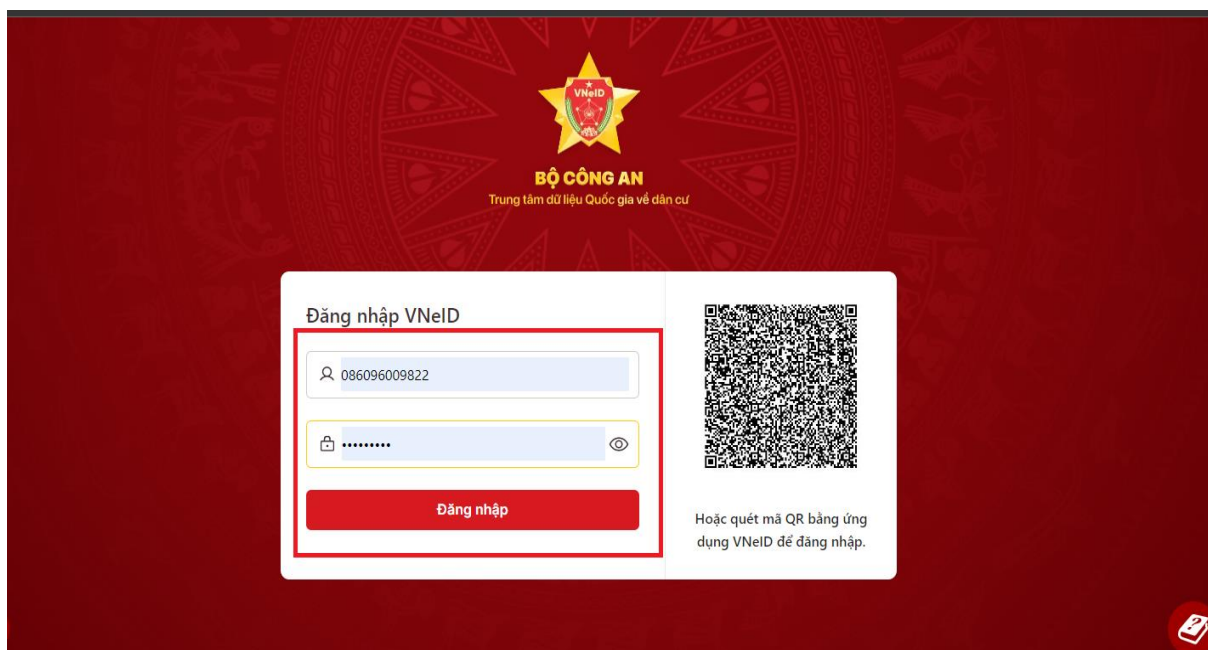 VNeID
BỘ CÔNG AN
Trung tâm dữ liệu Quốc gia về dân cư
Đăng nhập VNeID
086096009822
•••••••••
Đăng nhập
Hoặc quét mã QR bằng ứng
dụng VNeID để đăng nhập.